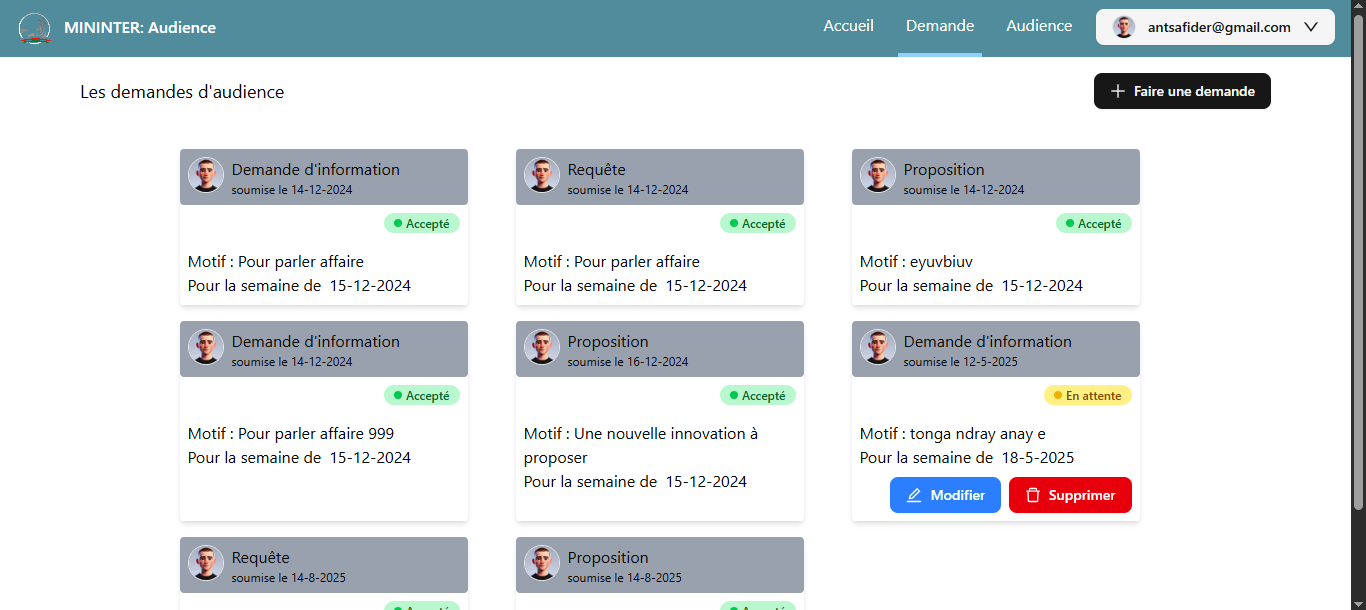 MININTER: Audience
Accueil
Demande
Audience
antsafider@gmail.com
Les demandes d'audience
Faire une demande
Demande d'information
soumise le 14-12-2024
Accepté
Motif : Pour parler affaire
Pour la semaine de 15-12-2024
Requête
soumise le 14-12-2024
Accepté
Motif : Pour parler affaire
Pour la semaine de 15-12-2024
Proposition
soumise le 14-12-2024
Accepté
Motif : eyuvbiuv
Pour la semaine de 15-12-2024
Demande d'information
soumise le 14-12-2024
Accepté
Motif : Pour parler affaire 999
Pour la semaine de 15-12-2024
Proposition
soumise le 16-12-2024
Accepté
Motif : Une nouvelle innovation à
proposer
Pour la semaine de 15-12-2024
Demande d'information
soumise le 12-5-2025
En attente
Motif : tonga ndray anay e
Pour la semaine de 18-5-2025
Modifier
Supprimer
Requête
soumise le 14-8-2025
Proposition
soumise le 14-8-2025